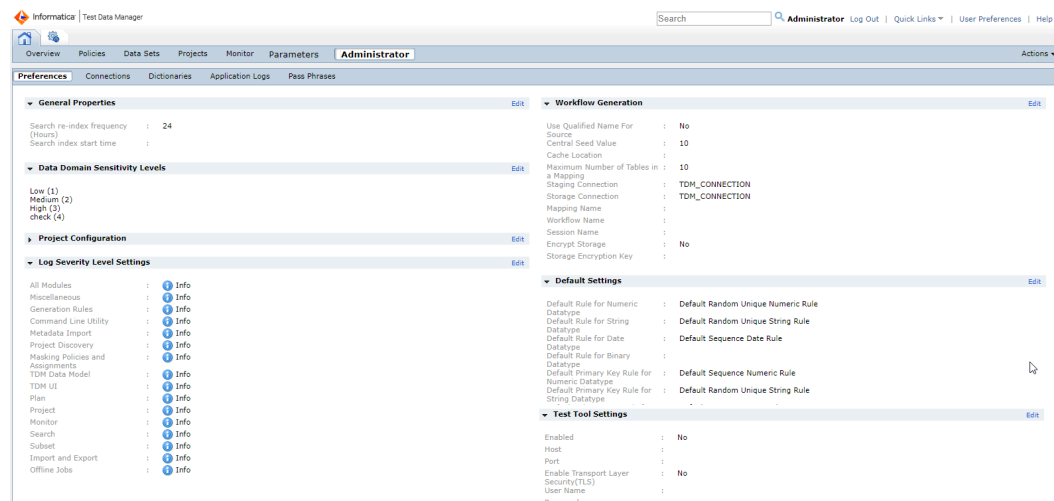 Informatica Test Data Manager
Search
Administrator Log Out | Quick Links | User Preferences | Help
Overview Policies Data Sets Projects Monitor Parameters Administrator
Actions
Preferences Connections Dictionaries Application Logs Pass Phrases
General Properties Edit
Search re-index frequency : 24
(Hours)
Search index start time :
Data Domain Sensitivity Levels Edit
Low (1)
Medium (2)
High (3)
check (4)
Project Configuration Edit
Log Severity Level Settings Edit
All Modules : Info
Miscellaneous : Info
Generation Rules : Info
Command Line Utility : Info
Metadata Import : Info
Project Discovery : Info
Masking Policies and : Info
Assignments
TDM Data Model : Info
TDM UI : Info
Plan : Info
Project : Info
Monitor : Info
Search : Info
Subset : Info
Import and Export : Info
Offline Jobs : Info
Workflow Generation Edit
Use Qualified Name For : No
Source
Central Seed Value : 10
Cache Location :
Maximum Number of Tables in : 10
a Mapping
Staging Connection : TDM_CONNECTION
Storage Connection : TDM_CONNECTION
Mapping Name :
Workflow Name :
Session Name :
Encrypt Storage : No
Storage Encryption Key :
Default Settings Edit
Default Rule for Numeric : Default Random Unique Numeric Rule
Datatype
Default Rule for String : Default Random Unique String Rule
Datatype
Default Rule for Date : Default Sequence Date Rule
Datatype
Default Rule for Binary :
Datatype
Default Primary Key Rule for : Default Sequence Numeric Rule
Numeric Datatype
Default Primary Key Rule for : Default Random Unique String Rule
String Datatype
Test Tool Settings Edit
Enabled : No
Host :
Port :
Enable Transport Layer : No
Security(TLS)
User Name :